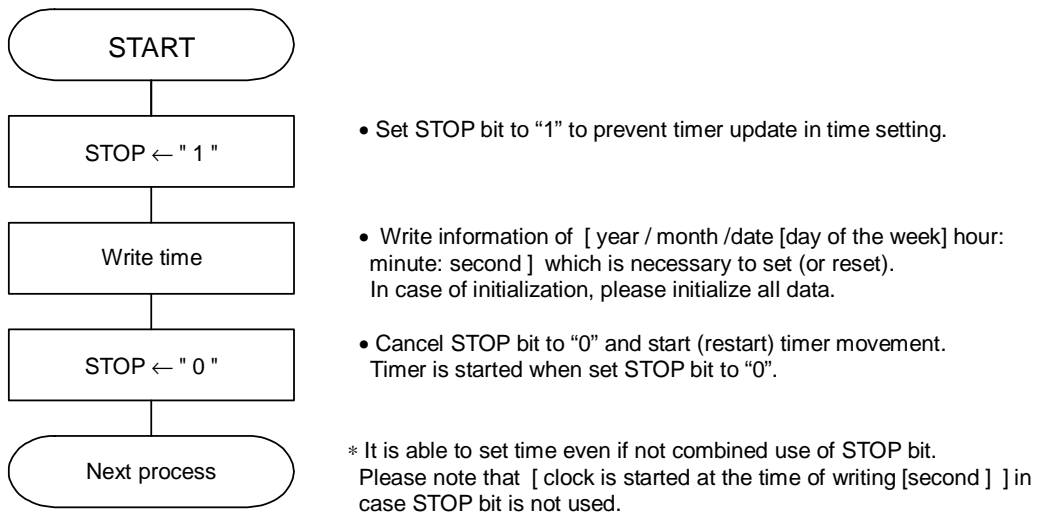 START
STOP ← " 1 "
• Set STOP bit to “1” to prevent timer update in time setting.
Write time
• Write information of [ year / month /date [day of the week] hour:
minute: second ] which is necessary to set (or reset).
In case of initialization, please initialize all data.
STOP ← " 0 "
• Cancel STOP bit to “0” and start (restart) timer movement.
Timer is started when set STOP bit to “0”.
Next process
* It is able to set time even if not combined use of STOP bit.
Please note that [ clock is started at the time of writing [second ] ] in
case STOP bit is not used.